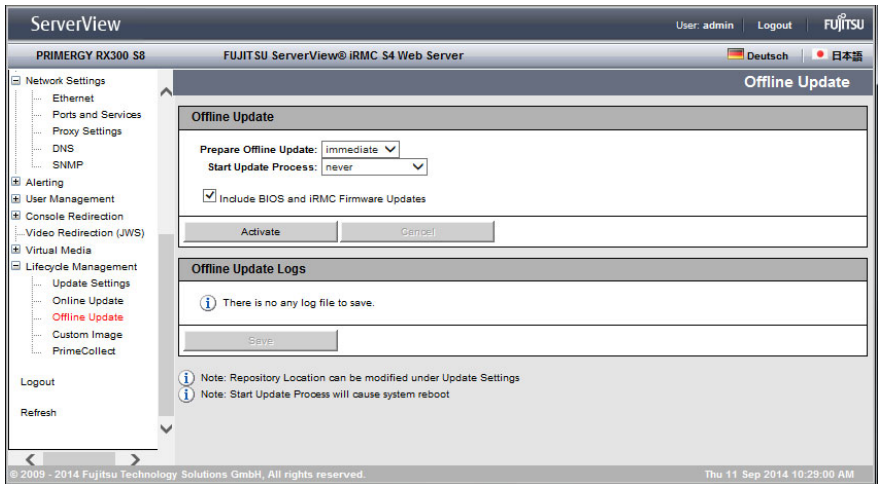 ServerView
User: admin Logout FUJITSU
PRIMERGY RX300 S8 FUJITSU ServerView® iRMC S4 Web Server Deutsch 日本語
Offline Update
Network Settings
Ethernet
Ports and Services
Proxy Settings
DNS
SNMP
Alerting
User Management
Console Redirection
Video Redirection (JWS)
Virtual Media
Lifecycle Management
Update Settings
Online Update
Offline Update
Custom Image
PrimeCollect
Logout
Refresh
Offline Update
Prepare Offline Update: immediate
Start Update Process: never
Include BIOS and iRMC Firmware Updates
Activate Cancel
Offline Update Logs
There is no any log file to save.
Save
Note: Repository Location can be modified under Update Settings
Note: Start Update Process will cause system reboot
© 2009 - 2014 Fujitsu Technology Solutions GmbH, All rights reserved. Thu 11 Sep 2014 10:29:00 AM